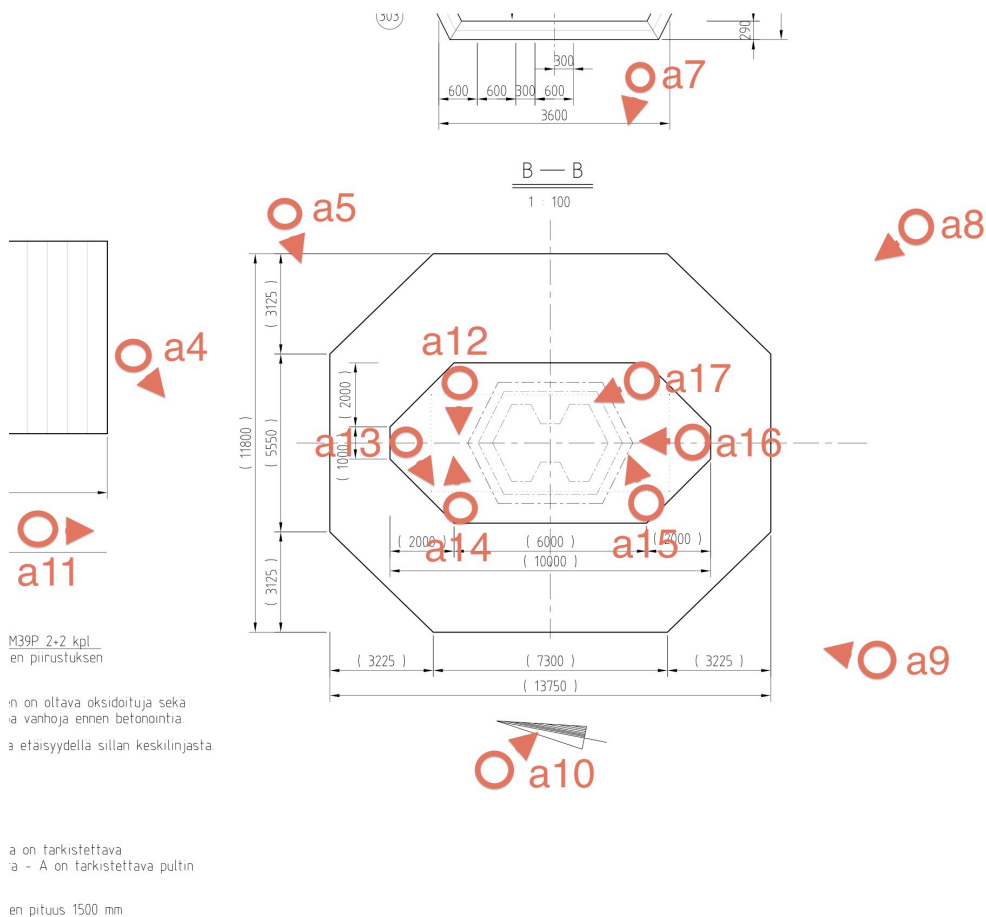 303
290
300
600 600 300 600
3600
a7
B — B
1 : 100
a5
a8
( 3125 )
a4
a12
( 2000 )
a17
( 11800 )
( 5550 )
a13
( 1000 )
a16
( 2000 ) ( 6000 ) ( 2000 )
a14
a15
( 10000 )
a11
( 3125 )
M39P 2+2 kpl
en piirustuksen
( 3225 ) ( 7300 ) ( 3225 )
a9
( 13750 )
n on oltava oksidoituja sekä
a vanhoja ennen betonointia.
a etäisyydellä sillan keskilinjasta.
a10
a on tarkistettava
a - A on tarkistettava pultin
en pituus 1500 mm